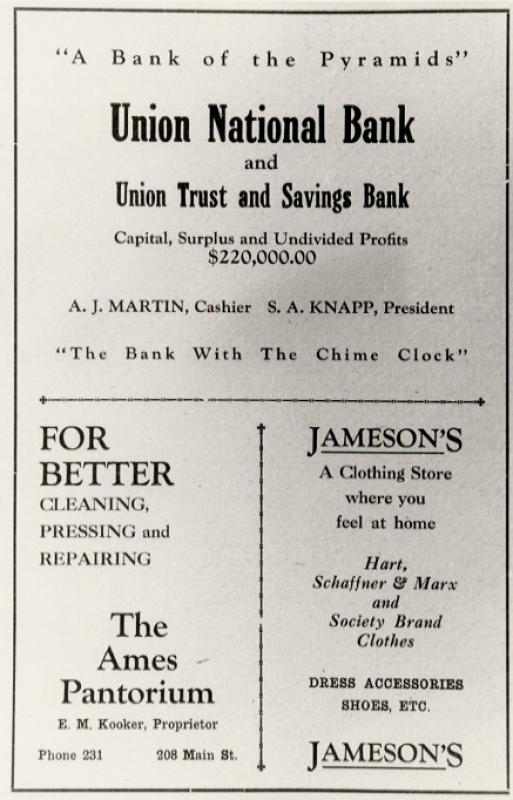 "A Bank of the Pyramids"
Union National Bank
and
Union Trust and Savings Bank
Capital, Surplus and Undivided Profits
$220,000.00
A. J. MARTIN, Cashier S. A. KNAPP, President
"The Bank With The Chime Clock"
FOR
BETTER
CLEANING,
PRESSING and
REPAIRING
The
Ames
Pantorium
E. M. Kooker, Proprietor
Phone 231 208 Main St.
JAMESON'S
A Clothing Store
where you
feel at home
Hart,
Schaffner & Marx
and
Society Brand
Clothes
DRESS ACCESSORIES
SHOES, ETC.
JAMESON'S